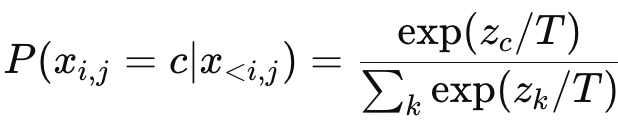 P(x_{i,j} = c|x_{<i,j}) = \frac{\exp(z_c/T)}{\sum_k \exp(z_k/T)}